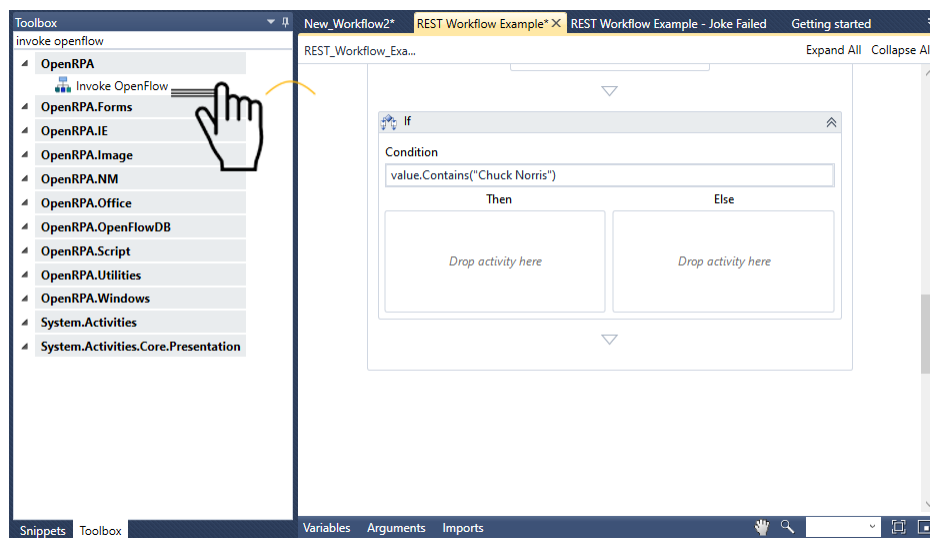 Toolbox
invoke openflow
OpenRPA
Invoke OpenFlow
OpenRPA.Forms
OpenRPA.IE
OpenRPA.Image
OpenRPA.NM
OpenRPA.Office
OpenRPA.OpenFlowDB
OpenRPA.Script
OpenRPA.Utilities
OpenRPA.Windows
System.Activities
System.Activities.Core.Presentation
Snippets Toolbox
New_Workflow2* REST Workflow Example* REST Workflow Example - Joke Failed Getting started
REST_Workflow_Exa... Expand All Collapse Al
If
Condition
value.Contains("Chuck Norris")
Then Else
Drop activity here Drop activity here
Variables Arguments Imports